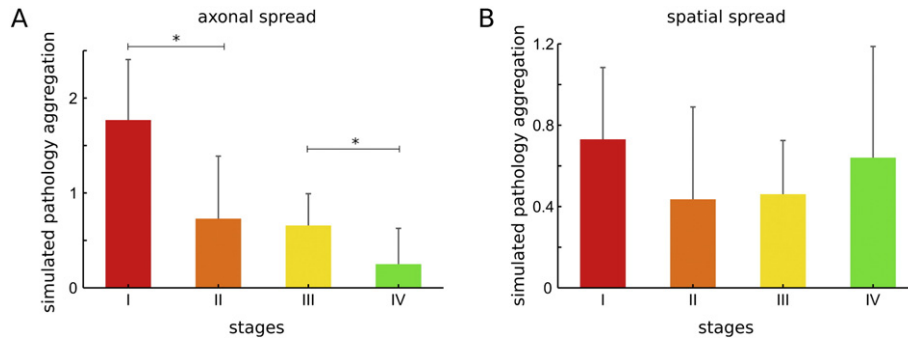 A
axonal spread
simulated pathology aggregation
2
1
0
*
*
I II III IV
stages
B
spatial spread
simulated pathology aggregation
1.2
0.8
0.4
0
I II III IV
stages